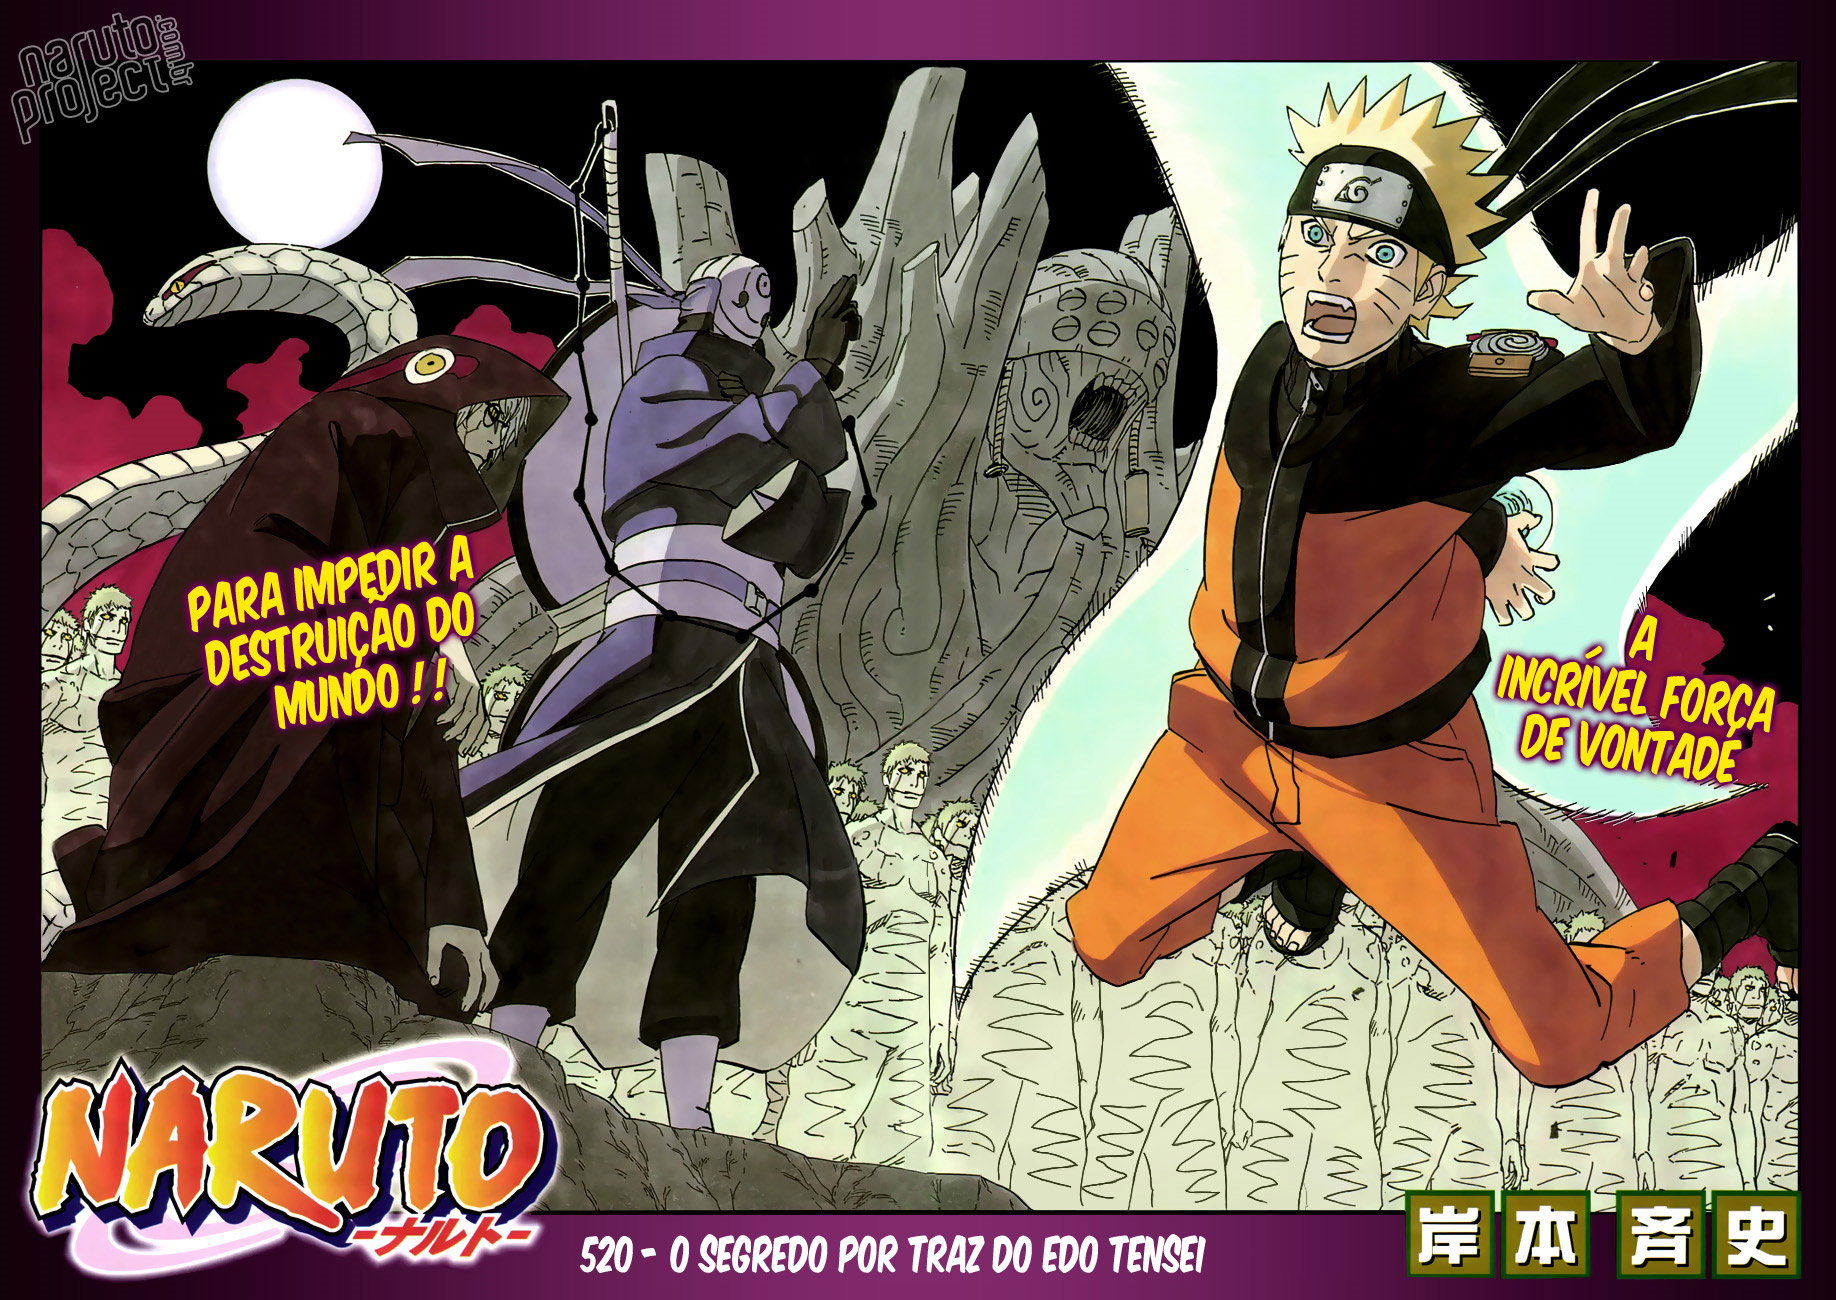 naruto
project
.com.br
PARA IMPEDIR A
DESTRUIÇÃO DO
MUNDO!!
A
INCRÍVEL FORÇA
DE VONTADE
NARUTO
-ナルト-
520 - O SEGREDO POR TRAZ DO EDO TENSEI
岸本斉史